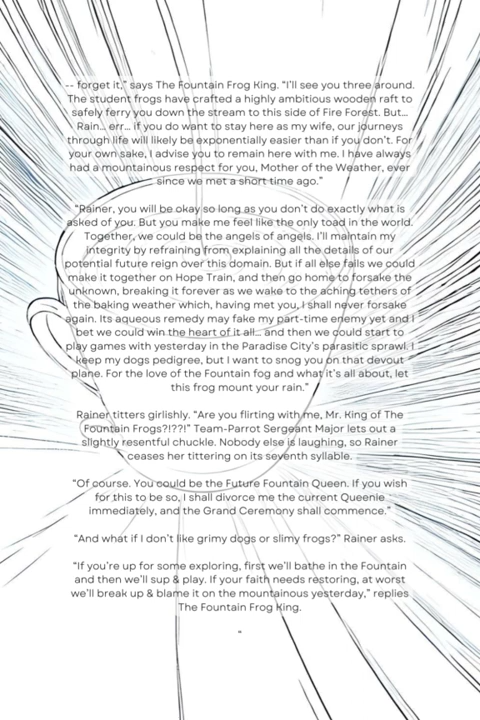 -- forget it,” says The Fountain Frog King. “I’ll see you three around.
The student frogs have crafted a highly ambitious wooden raft to
safely ferry you down the stream to this side of Fire Forest. But...
Rain... err... if you do want to stay here as my wife, our journeys
through life will likely be exponentially easier than if you don’t. For
your own sake, I advise you to remain here with me. I have always
had a mountainous respect for you, Mother of the Weather, ever
since we met a short time ago.”
“Rainer, you will be okay so long as you don’t do exactly what is
asked of you. But you make me feel like the only toad in the world.
Together, we could be the angels of angels. I’ll maintain my
integrity by refraining from explaining all the details of our
potential future reign over this domain. But if all else fails we could
make it together on Hope Train, and then go home to forsake the
unknown, breaking it forever as we wake to the aching tethers of
the baking weather which, having met you, I shall never forsake
again. Its aqueous remedy may fake my part-time enemy yet and I
bet we could win the heart of it all... and then we could start to
play games with yesterday in the Paradise City’s parasitic sprawl. I
keep my dogs pedigree, but I want to snog you on that devout
plane. For the love of the Fountain fog and what it’s all about, let
this frog mount your rain.”
Rainer titters girlishly. “Are you flirting with me, Mr. King of The
Fountain Frogs?!??!” Team-Parrot Sergeant Major lets out a
slightly resentful chuckle. Nobody else is laughing, so Rainer
ceases her tittering on its seventh syllable.
“Of course. You could be the Future Fountain Queen. If you wish
for this to be so, I shall divorce me the current Queenie
immediately, and the Grand Ceremony shall commence.”
“And what if I don’t like grimy dogs or slimy frogs?” Rainer asks.
“If you’re up for some exploring, first we’ll bathe in the Fountain
and then we’ll sup & play. If your faith needs restoring, at worst
we’ll break up & blame it on the mountainous yesterday,” replies
The Fountain Frog King.
"